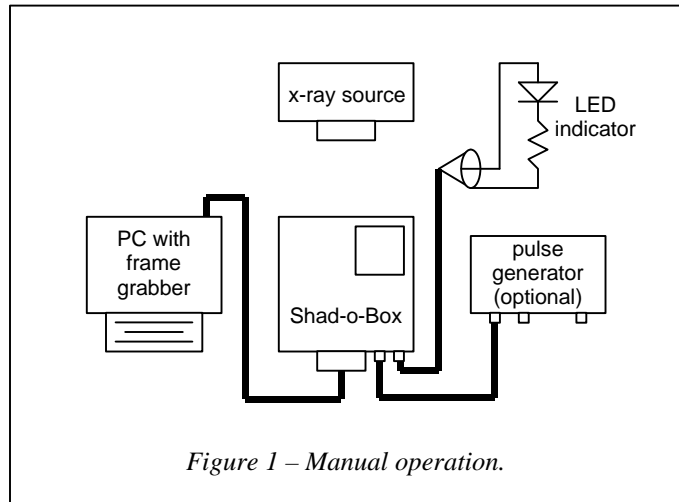 x-ray source
LED
indicator
PC with
frame
grabber
Shad-o-Box
pulse
generator
(optional)
Figure 1 – Manual operation.